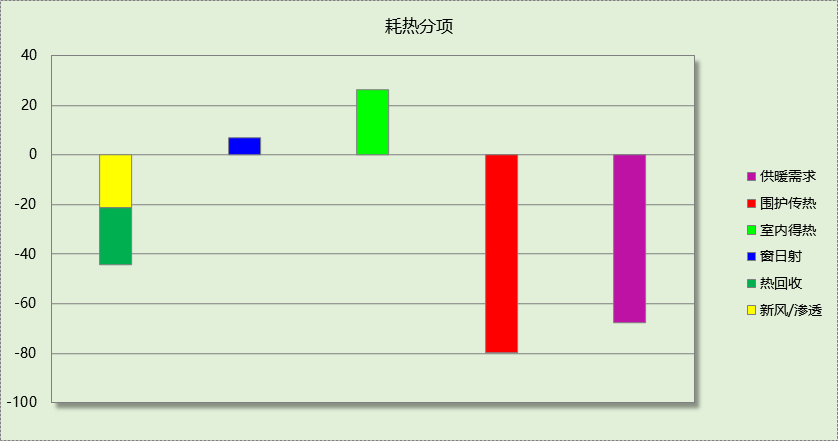 耗热分项
40
20
0
-20
-40
-60
-80
-100
供暖需求
围护传热
室内得热
窗日射
热回收
新风/渗透